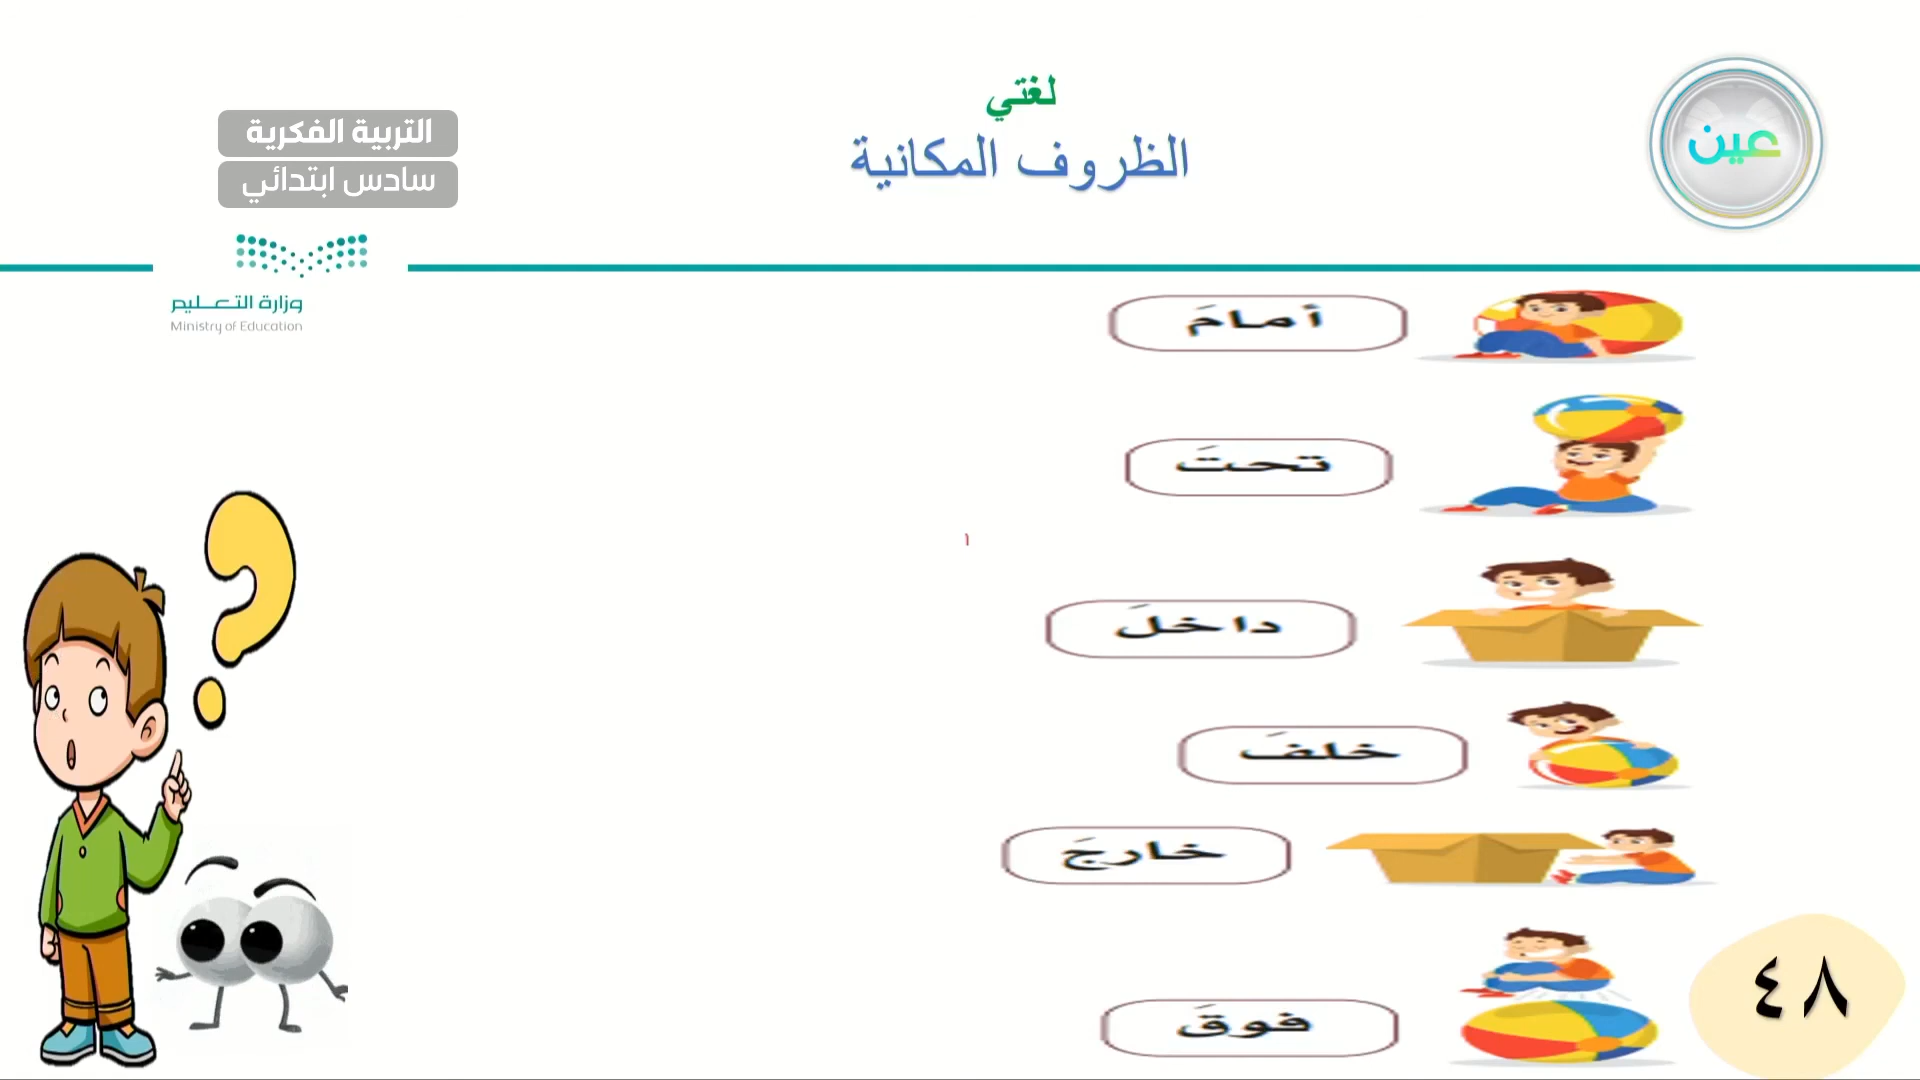 لغتي
الظروف المكانية
عين
التربية الفكرية
سادس ابتدائي
وزارة التعليم
Ministry of Education
أمامَ
تحتَ
١
داخلَ
خلفَ
خارجَ
فوقَ
٤٨